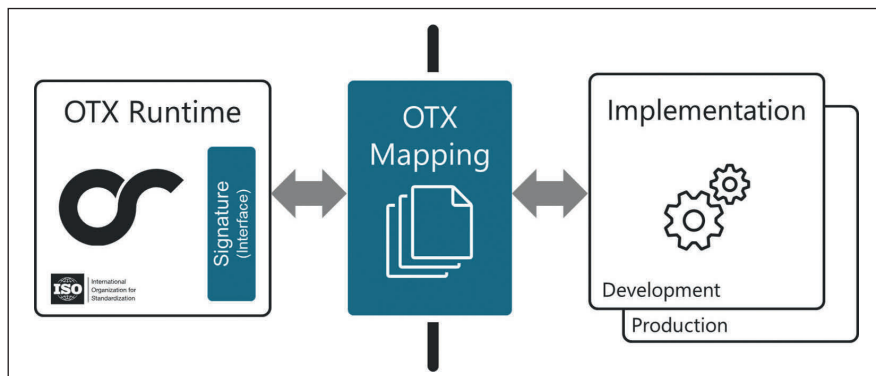 OTX Runtime
Signature
(Interface)
ISO
International
Organization for
Standardization
OTX
Mapping
Implementation
Development
Production